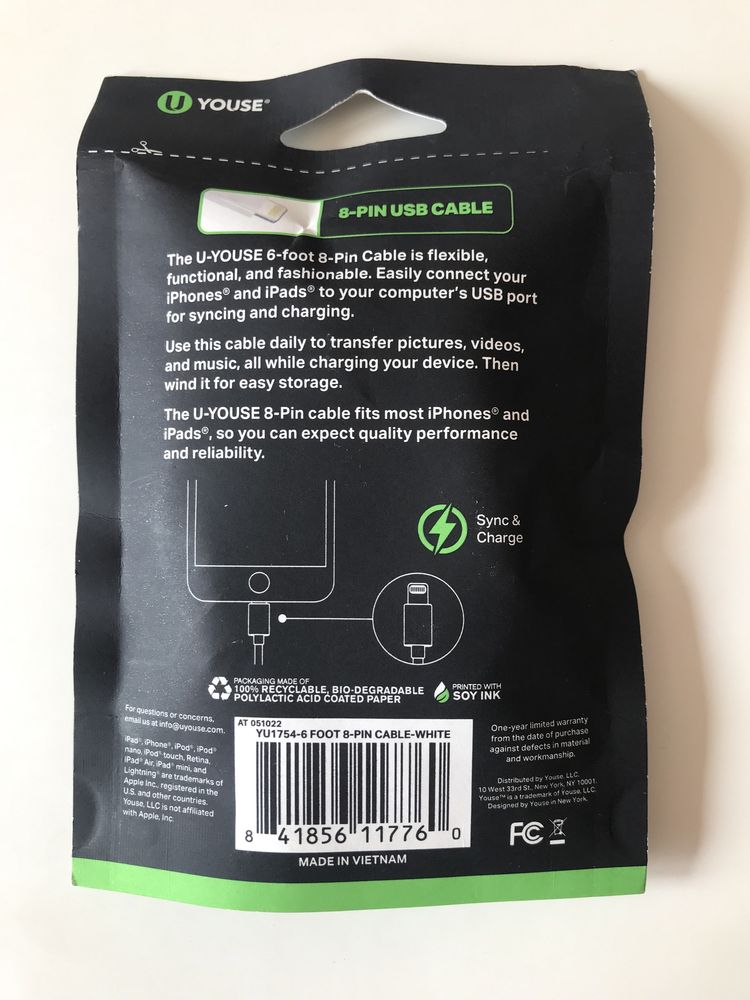 U YOUSE®
8-PIN USB CABLE
The U-YOUSE 6-foot 8-Pin Cable is flexible,
functional, and fashionable. Easily connect your
iPhones® and iPads® to your computer's USB port
for syncing and charging.
Use this cable daily to transfer pictures, videos,
and music, all while charging your device. Then
wind it for easy storage.
The U-YOUSE 8-Pin cable fits most iPhones® and
iPads®, so you can expect quality performance
and reliability.
Sync &
Charge
PACKAGING MADE OF
100% RECYCLABLE, BIO-DEGRADABLE
POLYLACTIC ACID COATED PAPER
PRINTED WITH
SOY INK
For questions or concerns,
email us at info@uyouse.com.
iPad®, iPhone®, iPod®, iPod®
nano, iPod® touch, Retina,
iPad® Air, iPad® mini, and
Lightning® are trademarks of
Apple Inc., registered in the
U.S. and other countries.
Youse, LLC is not affiliated
with Apple, Inc.
AT 051022
YU1754-6 FOOT 8-PIN CABLE-WHITE
8 41856 11776 0
MADE IN VIETNAM
One-year limited warranty
from the date of purchase
against defects in material
and workmanship.
Distributed by Youse, LLC.
10 West 33rd St., New York, NY, 10001.
Youse™ is a trademark of Youse, LLC.
Designed by Youse in New York.
FC